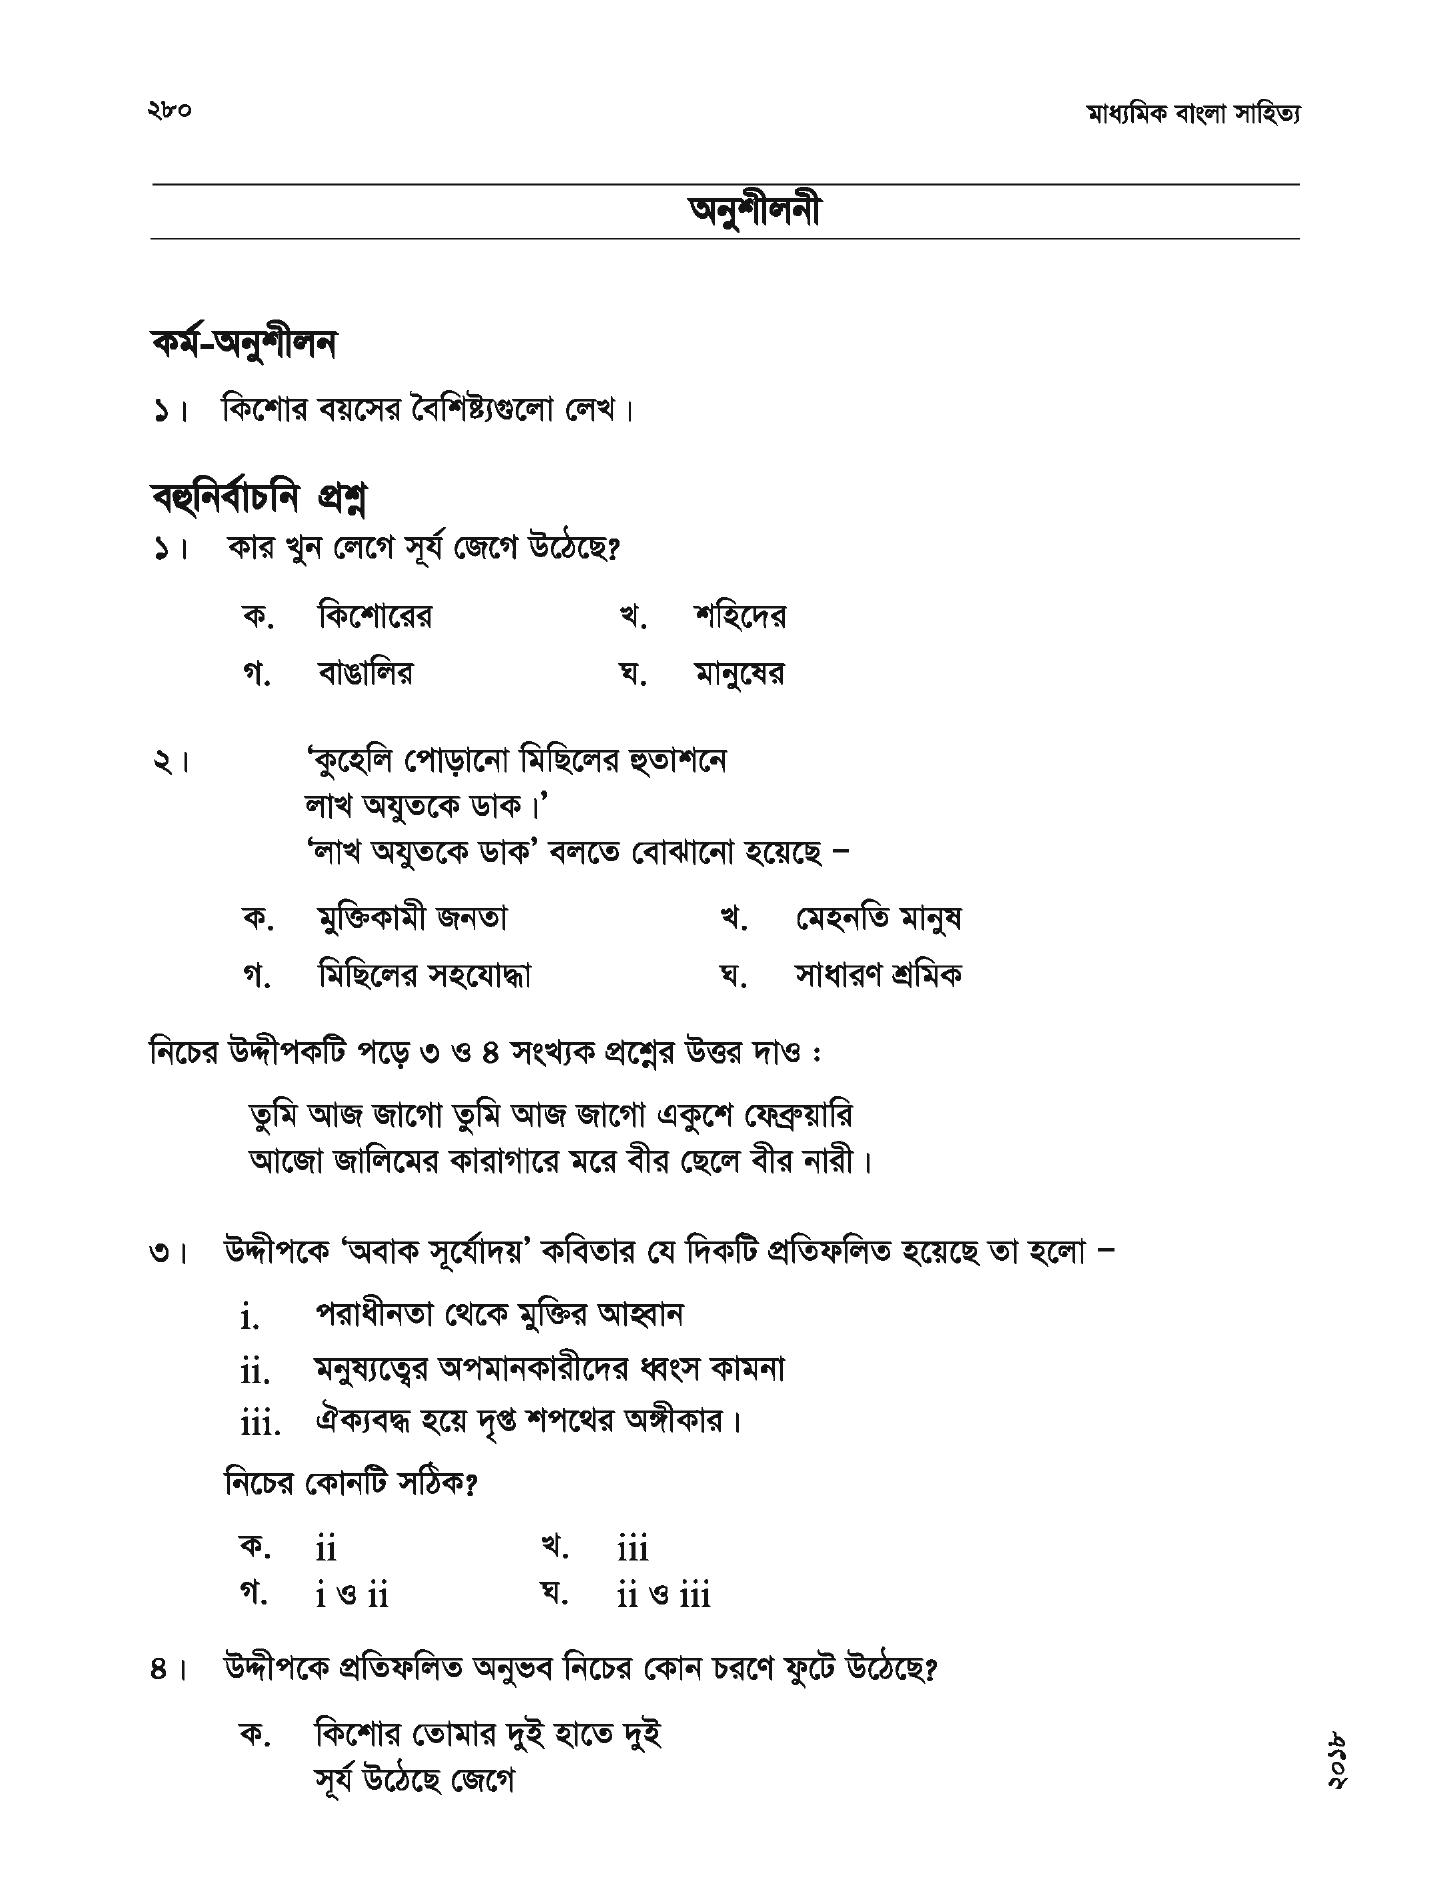 ২৮০ মাধ্যমিক বাংলা সাহিত্য
অনুশীলনী
কর্ম-অনুশীলন
১। কিশোর বয়সের বৈশিষ্ট্যগুলো লেখ।
বহুনির্বাচনি প্রশ্ন
১। কার খুন লেগে সূর্য জেগে উঠেছে?
ক. কিশোরের খ. শহিদের
গ. বাঙালির ঘ. মানুষের
২। ‘কুহেলি পোড়ানো মিছিলের হুতাশনে
লাখ অযুতকে ডাক।’
‘লাখ অযুতকে ডাক’ বলতে বোঝানো হয়েছে –
ক. মুক্তিকামী জনতা খ. মেহনতি মানুষ
গ. মিছিলের সহযোদ্ধা ঘ. সাধারণ শ্রমিক
নিচের উদ্দীপকটি পড়ে ৩ ও ৪ সংখ্যক প্রশ্নের উত্তর দাও :
তুমি আজ জাগো তুমি আজ জাগো একুশে ফেব্রুয়ারি
আজো জালিমের কারাগারে মরে বীর ছেলে বীর নারী।
৩। উদ্দীপকে ‘অবাক সূর্যোদয়’ কবিতার যে দিকটি প্রতিফলিত হয়েছে তা হলো –
i. পরাধীনতা থেকে মুক্তির আহ্বান
ii. মনুষ্যত্বের অপমানকারীদের ধ্বংস কামনা
iii. ঐক্যবদ্ধ হয়ে দৃপ্ত শপথের অঙ্গীকার।
নিচের কোনটি সঠিক?
ক. ii খ. iii
গ. i ও ii ঘ. ii ও iii
৪। উদ্দীপকে প্রতিফলিত অনুভব নিচের কোন চরণে ফুটে উঠেছে?
ক. কিশোর তোমার দুই হাতে দুই
সূর্য উঠেছে জেগে
২০১৮